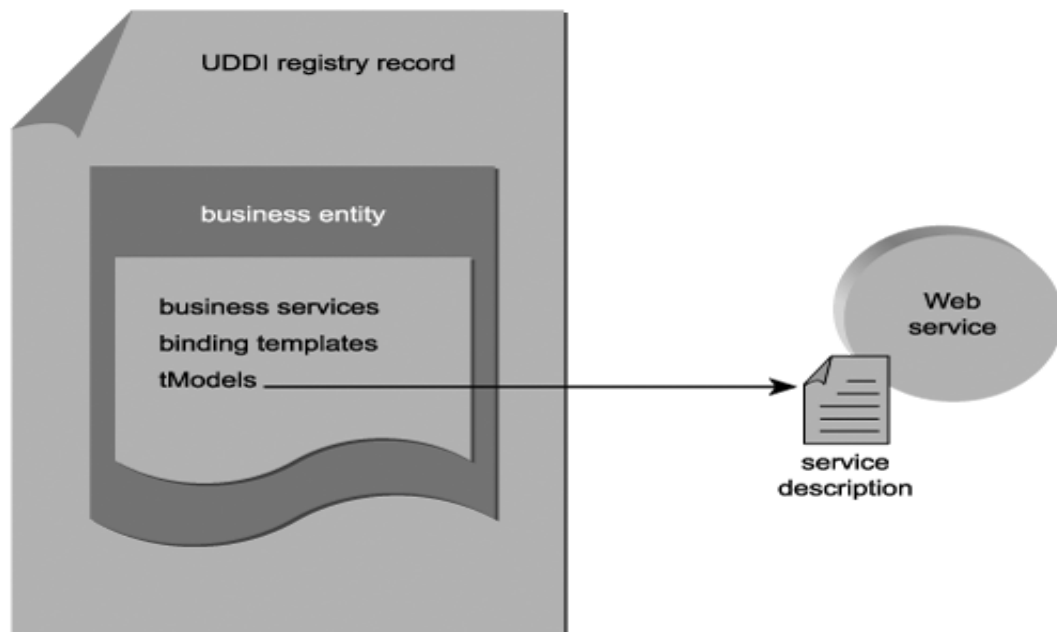 UDDI registry record
business entity
business services
binding templates
tModels
Web
service
service
description